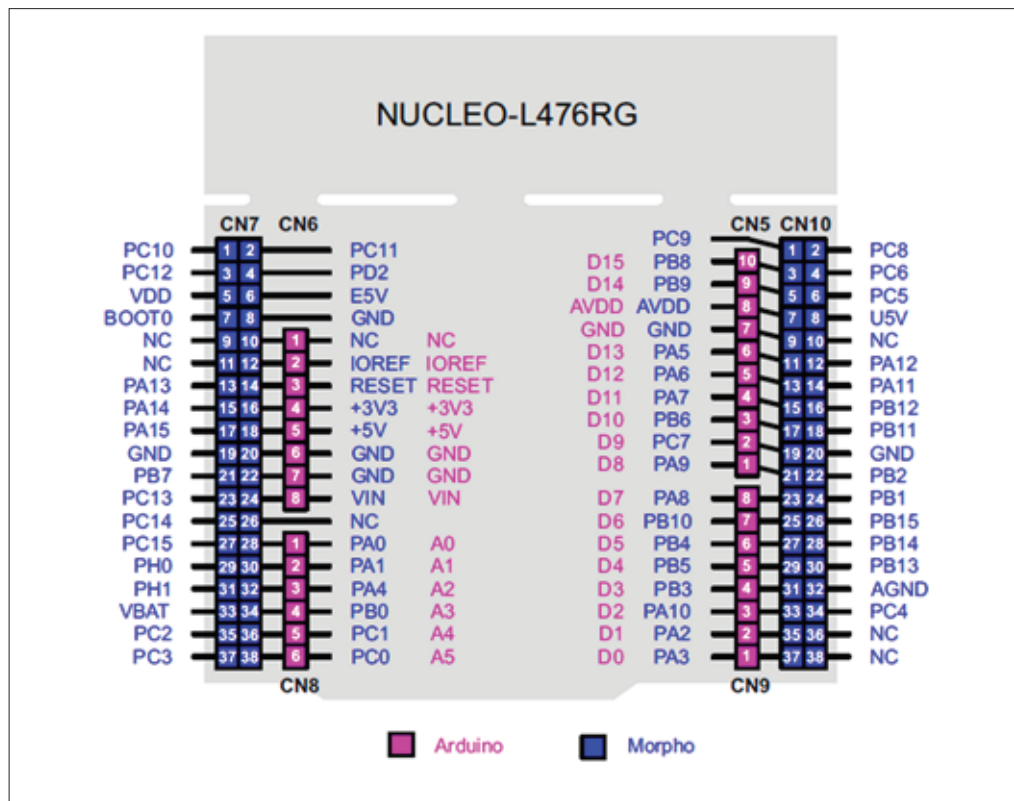 NUCLEO-L476RG
CN7 CN6 CN5 CN10
PC9
PC10 1 2 PC11 1 2 PC8
D15 PB8 10
PC12 3 4 PD2 3 4 PC6
D14 PB9 9
VDD 5 6 E5V 5 6 PC5
AVDD AVDD 8
BOOT0 7 8 GND 7 8 U5V
GND GND 7
NC 9 10 1 NC NC 9 10 NC
D13 PA5 6
NC 11 12 2 IOREF IOREF 11 12 PA12
D12 PA6 5
PA13 13 14 3 RESET RESET 13 14 PA11
D11 PA7 4
PA14 15 16 4 +3V3 +3V3 15 16 PB12
D10 PB6 3
PA15 17 18 5 +5V +5V 17 18 PB11
D9 PC7 2
GND 19 20 6 GND GND 19 20 GND
D8 PA9 1
PB7 21 22 7 GND GND 21 22 PB2
PC13 23 24 8 VIN VIN D7 PA8 8 23 24 PB1
PC14 25 26 NC D6 PB10 7 25 26 PB15
PC15 27 28 1 PA0 A0 D5 PB4 6 27 28 PB14
PH0 29 30 2 PA1 A1 D4 PB5 5 29 30 PB13
PH1 31 32 3 PA4 A2 D3 PB3 4 31 32 AGND
VBAT 33 34 4 PB0 A3 D2 PA10 3 33 34 PC4
PC2 35 36 5 PC1 A4 D1 PA2 2 35 36 NC
PC3 37 38 6 PC0 A5 D0 PA3 1 37 38 NC
CN8 CN9
Arduino Morpho